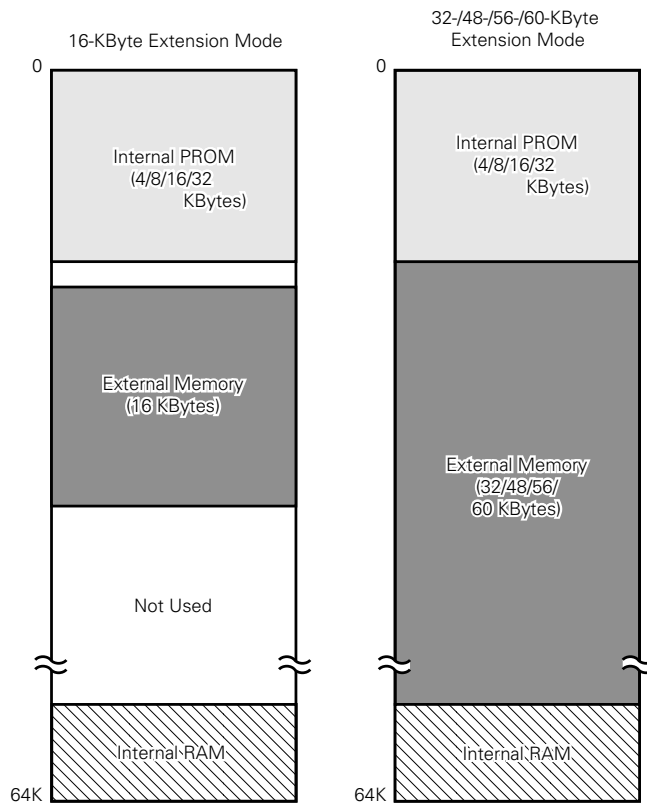 16-KByte Extension Mode
0
Internal PROM
(4/8/16/32
KBytes)
External Memory
(16 KBytes)
Not Used
Internal RAM
64K
32-/48-/56-/60-KByte
Extension Mode
0
Internal PROM
(4/8/16/32
KBytes)
External Memory
(32/48/56/
60 KBytes)
Internal RAM
64K